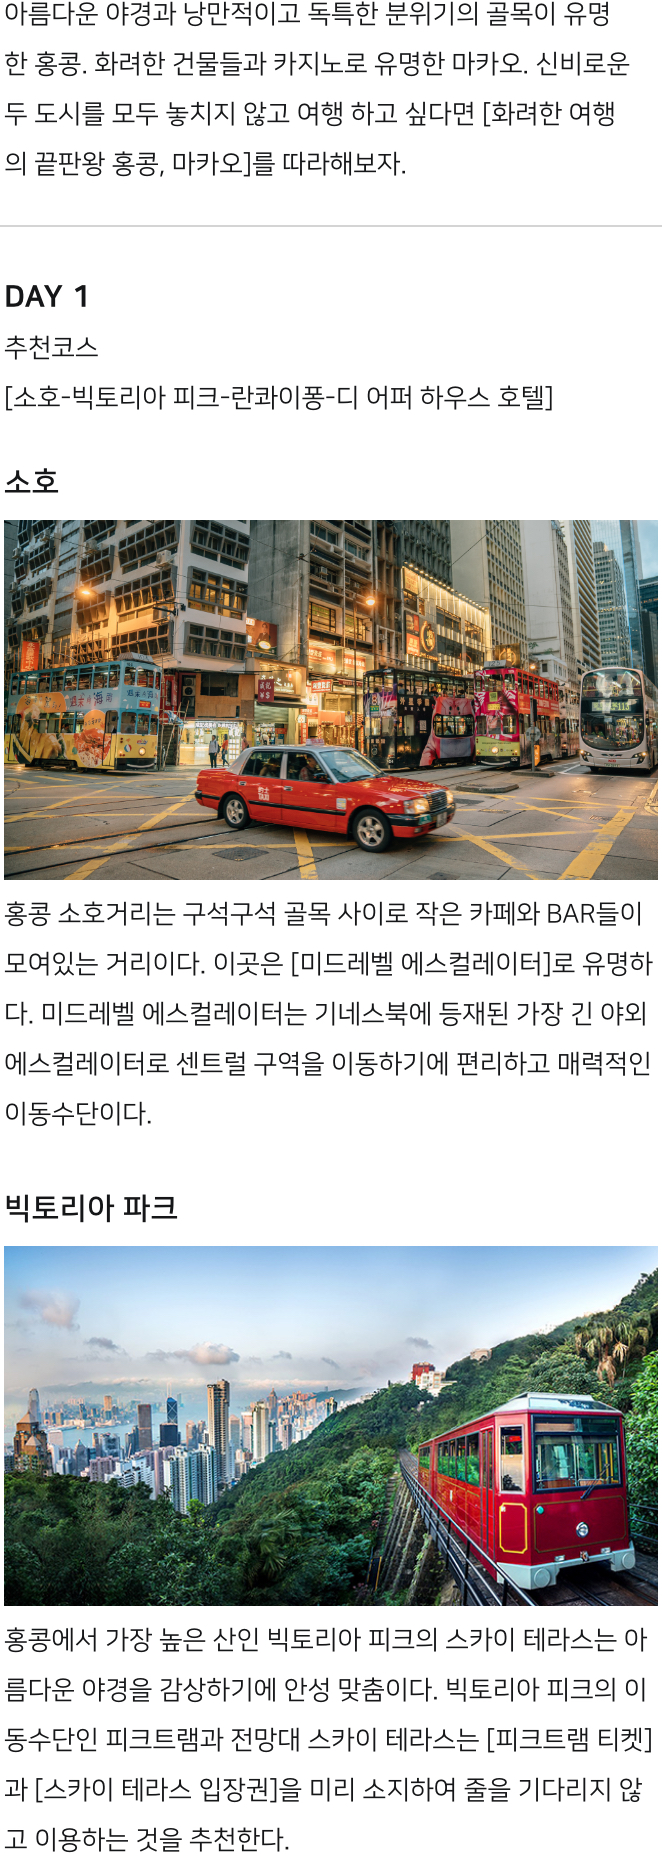 아름다운 야경과 낭만적이고 독특한 분위기의 골목이 유명
한 홍콩. 화려한 건물들과 카지노로 유명한 마카오. 신비로운
두 도시를 모두 놓치지 않고 여행 하고 싶다면 [화려한 여행
의 끝판왕 홍콩, 마카오]를 따라해보자.
DAY 1
추천코스
[소호-빅토리아 피크-란콰이퐁-디 어퍼 하우스 호텔]
소호
的士
TAXI
홍콩 소호거리는 구석구석 골목 사이로 작은 카페와 BAR들이
모여있는 거리이다. 이곳은 [미드레벨 에스컬레이터]로 유명하
다. 미드레벨 에스컬레이터는 기네스북에 등재된 가장 긴 야외
에스컬레이터로 센트럴 구역을 이동하기에 편리하고 매력적인
이동수단이다.
빅토리아 파크
홍콩에서 가장 높은 산인 빅토리아 피크의 스카이 테라스는 아
름다운 야경을 감상하기에 안성 맞춤이다. 빅토리아 피크의 이
동수단인 피크트램과 전망대 스카이 테라스는 [피크트램 티켓]
과 [스카이 테라스 입장권]을 미리 소지하여 줄을 기다리지 않
고 이용하는 것을 추천한다.